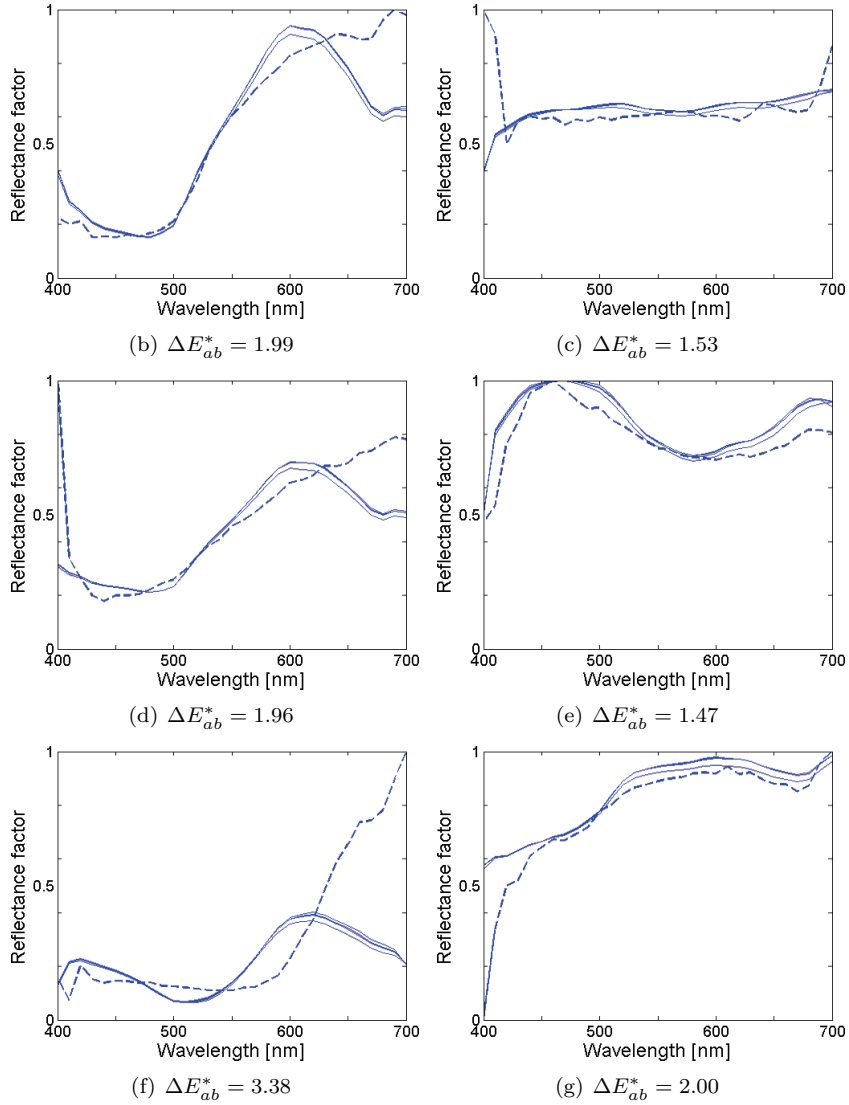 1
0.5
0
Reflectance factor
400
500
600
700
Wavelength [nm]
(b) ΔE*ab = 1.99
1
0.5
0
Reflectance factor
400
500
600
700
Wavelength [nm]
(c) ΔE*ab = 1.53
1
0.5
0
Reflectance factor
400
500
600
700
Wavelength [nm]
(d) ΔE*ab = 1.96
1
0.5
0
Reflectance factor
400
500
600
700
Wavelength [nm]
(e) ΔE*ab = 1.47
1
0.5
0
Reflectance factor
400
500
600
700
Wavelength [nm]
(f) ΔE*ab = 3.38
1
0.5
0
Reflectance factor
400
500
600
700
Wavelength [nm]
(g) ΔE*ab = 2.00